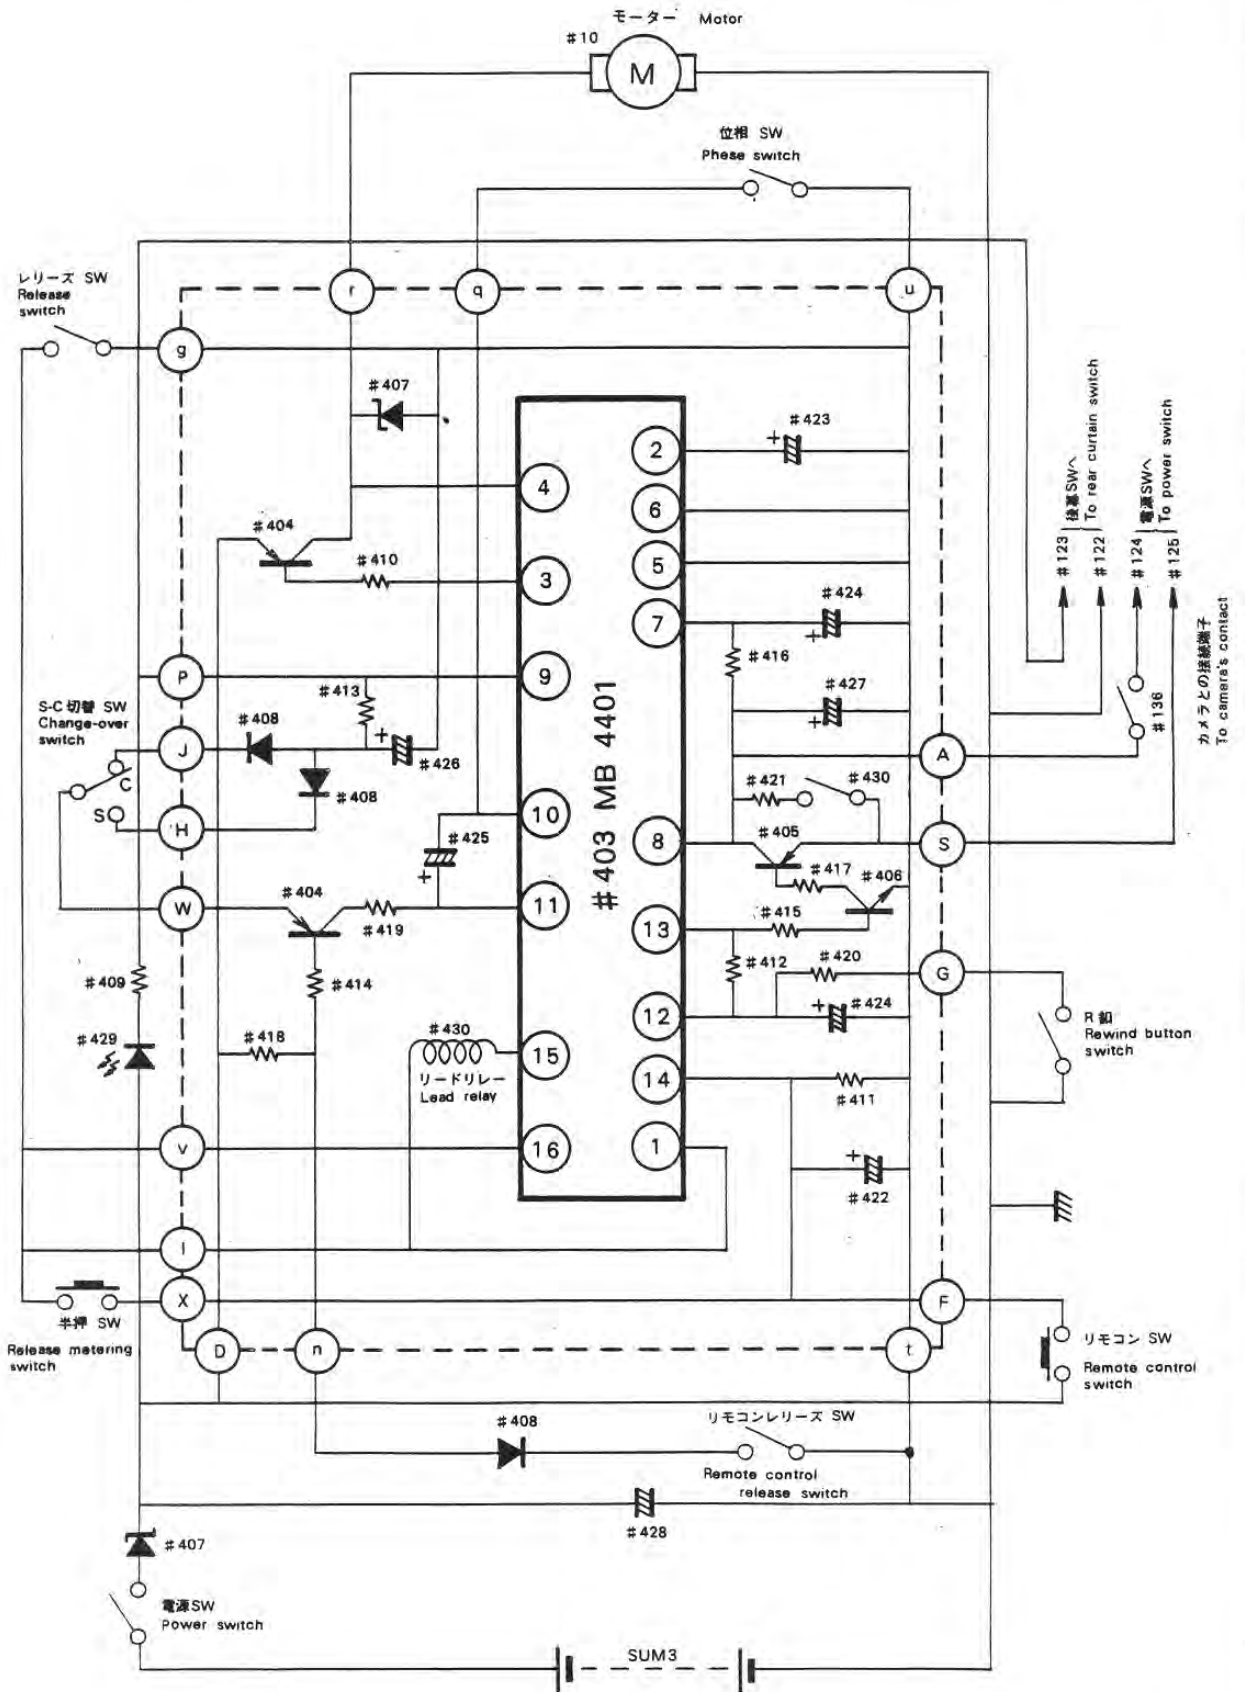 モーター Motor
#10
M
位相 SW
Phese switch
レリーズ SW
Release
switch
r
q
u
g
#407
2
#423
4
6
#404
#410
5
3
7
#424
#416
#123
後幕SWへ
To rear curtain switch
#122
#124
電源SWへ
To power switch
#125
カメラとの接続端子
To camera's contact
P
#413
9
#427
S-C 切替 SW
Change-over
switch
#408
J
#426
#136
A
C
#408
#421
#430
S
H
#425
10
#403 MB 4401
8
#405
S
#417
#406
W
#404
#419
11
13
#415
#412
#420
G
#409
#414
12
#424
R 釦
Rewind button
switch
#429
#418
#430
15
リードリレー
Lead relay
14
#411
v
16
1
#422
I
X
半押 SW
Release metering
switch
F
D
n
t
リモコン SW
Remote control
switch
#408
リモコンレリーズ SW
Remote control
release switch
#428
#407
電源SW
Power switch
SUM3